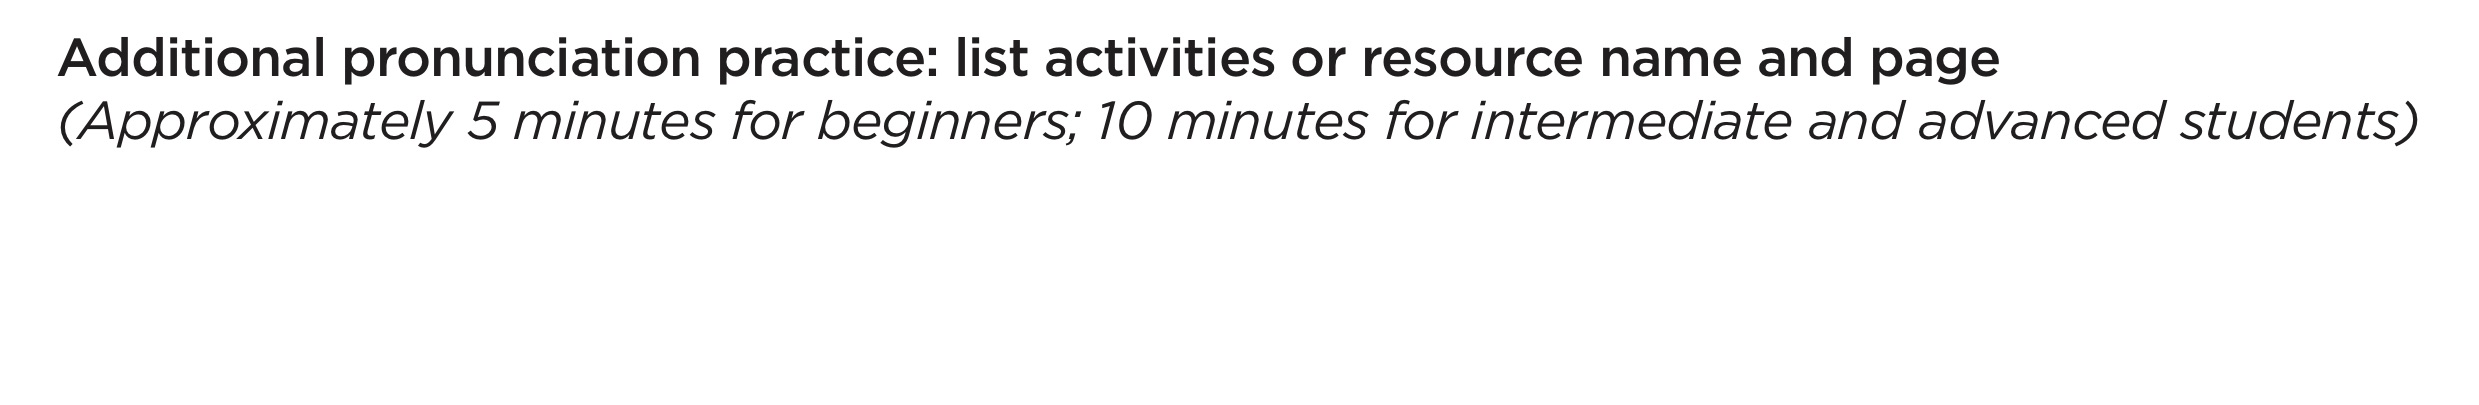 Additional pronunciation practice: list activities or resource name and page
(Approximately 5 minutes for beginners; 10 minutes for intermediate and advanced students)